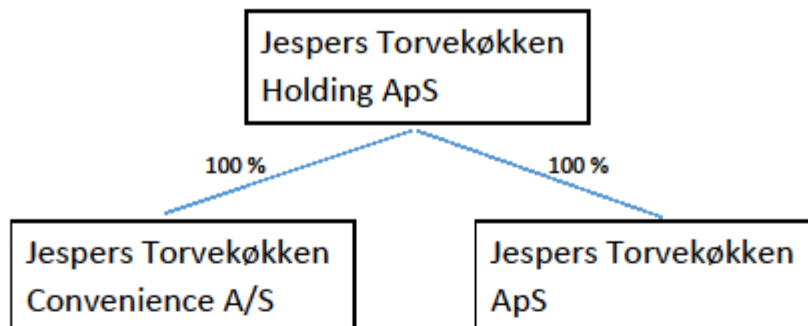 Jespers Torvekøkken
Holding ApS
100 %
100 %
Jespers Torvekøkken
Convenience A/S
Jespers Torvekøkken
ApS